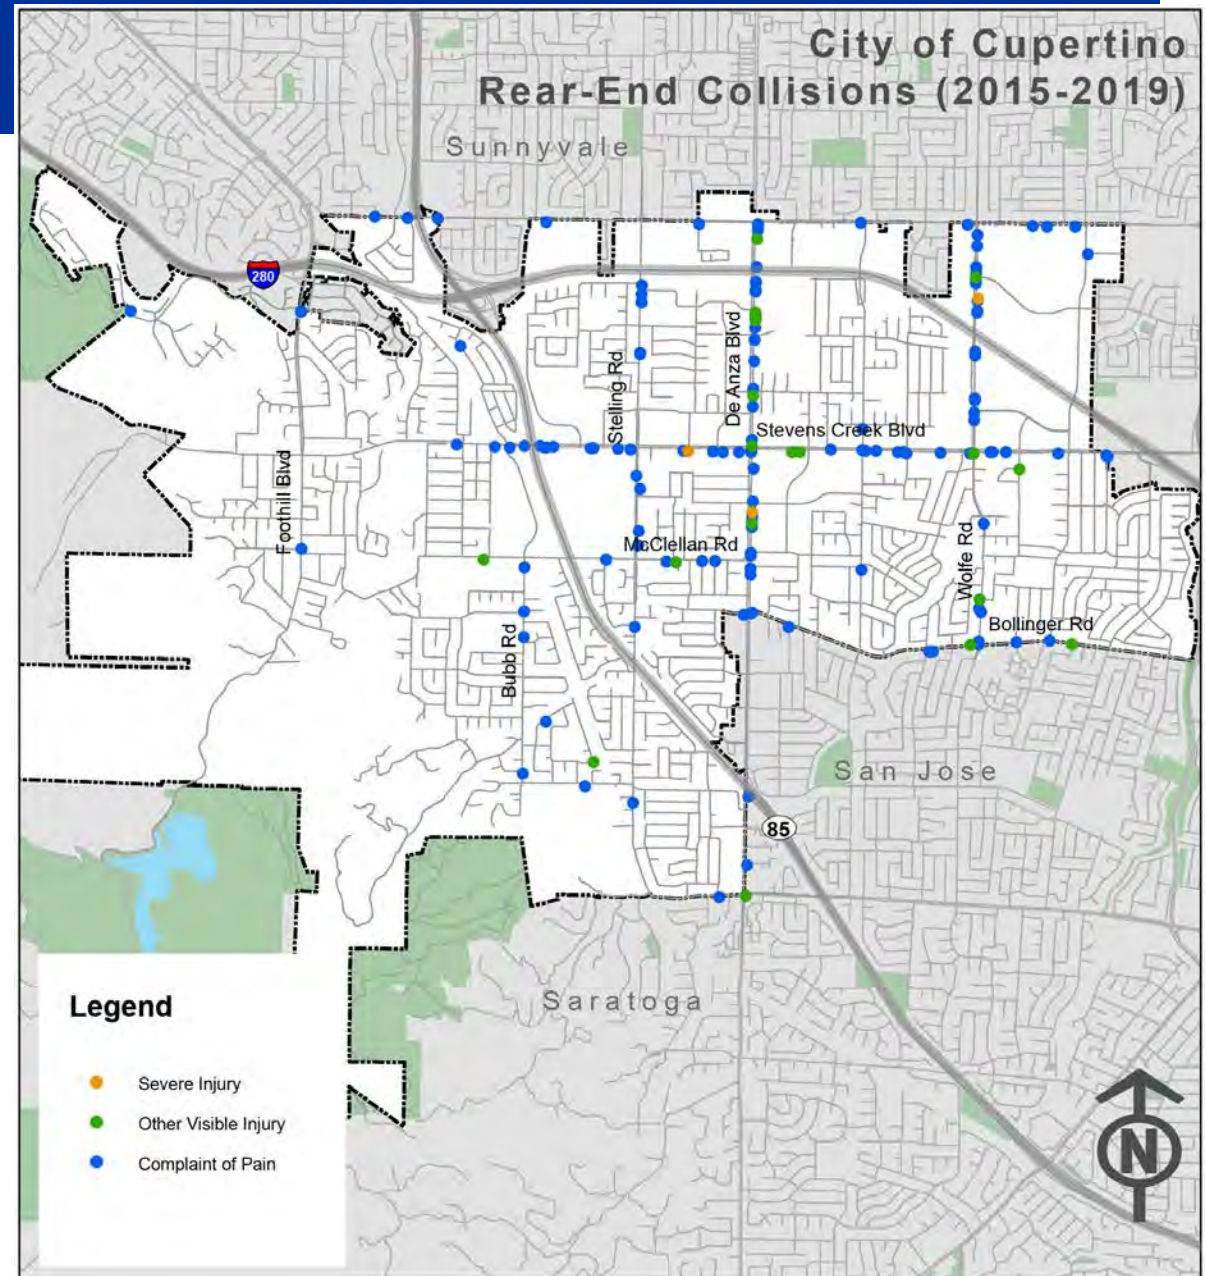 City of Cupertino
Rear-End Collisions (2015-2019)
Sunnyvale
280
De Anza Blvd
Stelling Rd
Stevens Creek Blvd
Foothill Blvd
McClellan Rd
Wolfe Rd
Bollinger Rd
Bubb Rd
San Jose
85
Saratoga
Legend
Severe Injury
Other Visible Injury
Complaint of Pain
N